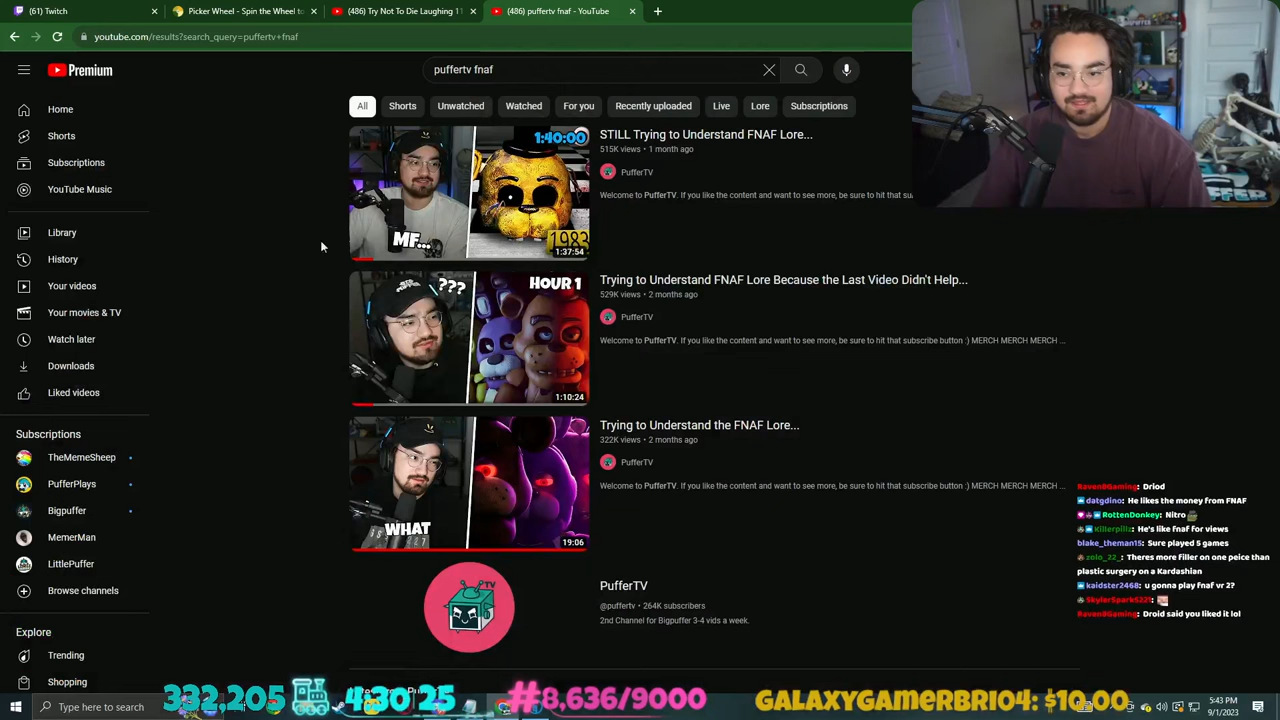 (61) Twitch
Picker Wheel - Spin the Wheel to
(486) Try Not To Die Laughing 11
(486) puffertv fnaf - YouTube
youtube.com/results?search_query=puffertv+fnaf
Premium
puffertv fnaf
All
Shorts
Unwatched
Watched
For you
Recently uploaded
Live
Lore
Subscriptions
Home
Shorts
Subscriptions
YouTube Music
Library
History
Your videos
Your movies & TV
Watch later
Downloads
Liked videos
Subscriptions
TheMemeSheep
PufferPlays
Bigpuffer
MemerMan
LittlePuffer
Browse channels
Explore
Trending
Shopping
1:40:00
MF...
1983
1:37:54
STILL Trying to Understand FNAF Lore...
515K views • 1 month ago
PufferTV
Welcome to PufferTV. If you like the content and want to see more, be sure to hit that su
???
HOUR 1
1:10:24
Trying to Understand FNAF Lore Because the Last Video Didn't Help...
529K views • 2 months ago
PufferTV
Welcome to PufferTV. If you like the content and want to see more, be sure to hit that subscribe button :) MERCH MERCH MERCH ...
WHAT
19:06
Trying to Understand the FNAF Lore...
322K views • 2 months ago
PufferTV
Welcome to PufferTV. If you like the content and want to see more, be sure to hit that subscribe button :) MERCH MERCH MERCH ...
TV
PufferTV
@puffertv • 264K subscribers
2nd Channel for Bigpuffer 3-4 vids a week.
Raven8Gaming: Driod
datgdino: He likes the money from FNAF
RottenDonkey: Nitro
Killerpillz: He's like fnaf for views
blake_theman15: Sure played 5 games
zolo_22_: Theres more filler on one peice than
plastic surgery on a Kardashian
kaidster2468: u gonna play fnaf vr 2?
SkylarSpark5221:
Raven8Gaming: Droid said you liked it lol
332,205 4:30 25 #8,636/9000 GALAXYGAMERBRI04: $10.00
Type here to search
5:43 PM
9/1/2023